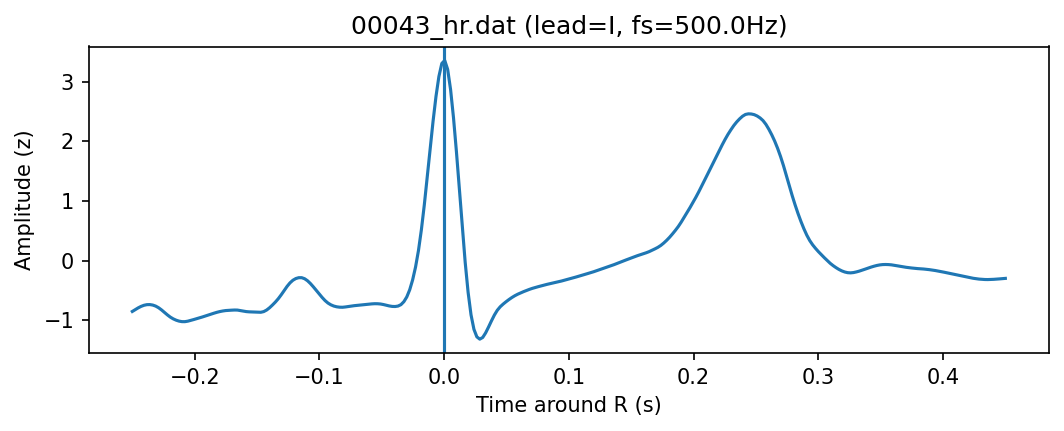 00043_hr.dat (lead=I, fs=500.0Hz)
Amplitude (z)
3
2
1
0
−1
−0.2 −0.1 0.0 0.1 0.2 0.3 0.4
Time around R (s)